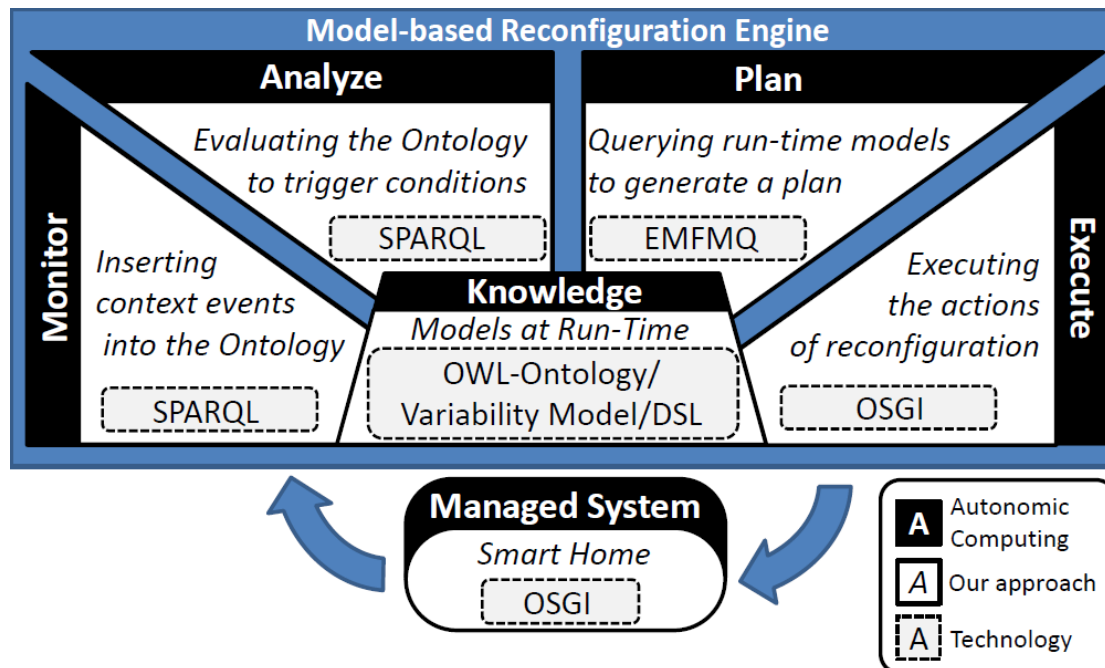 Model-based Reconfiguration Engine
Analyze
Plan
Evaluating the Ontology
to trigger conditions
SPARQL
Querying run-time models
to generate a plan
EMFMQ
Monitor
Inserting
context events
into the Ontology
SPARQL
Knowledge
Models at Run-Time
OWL-Ontology/
Variability Model/DSL
Execute
Executing
the actions
of reconfiguration
OSGI
Managed System
Smart Home
OSGI
A Autonomic
Computing
A Our approach
A Technology